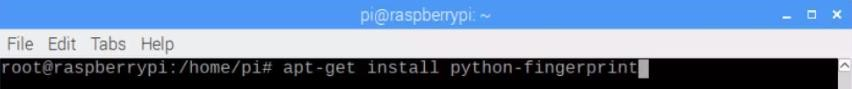 pi@raspberrypi: ~
File Edit Tabs Help
root@raspberrypi:/home/pi# apt-get install python-fingerprint